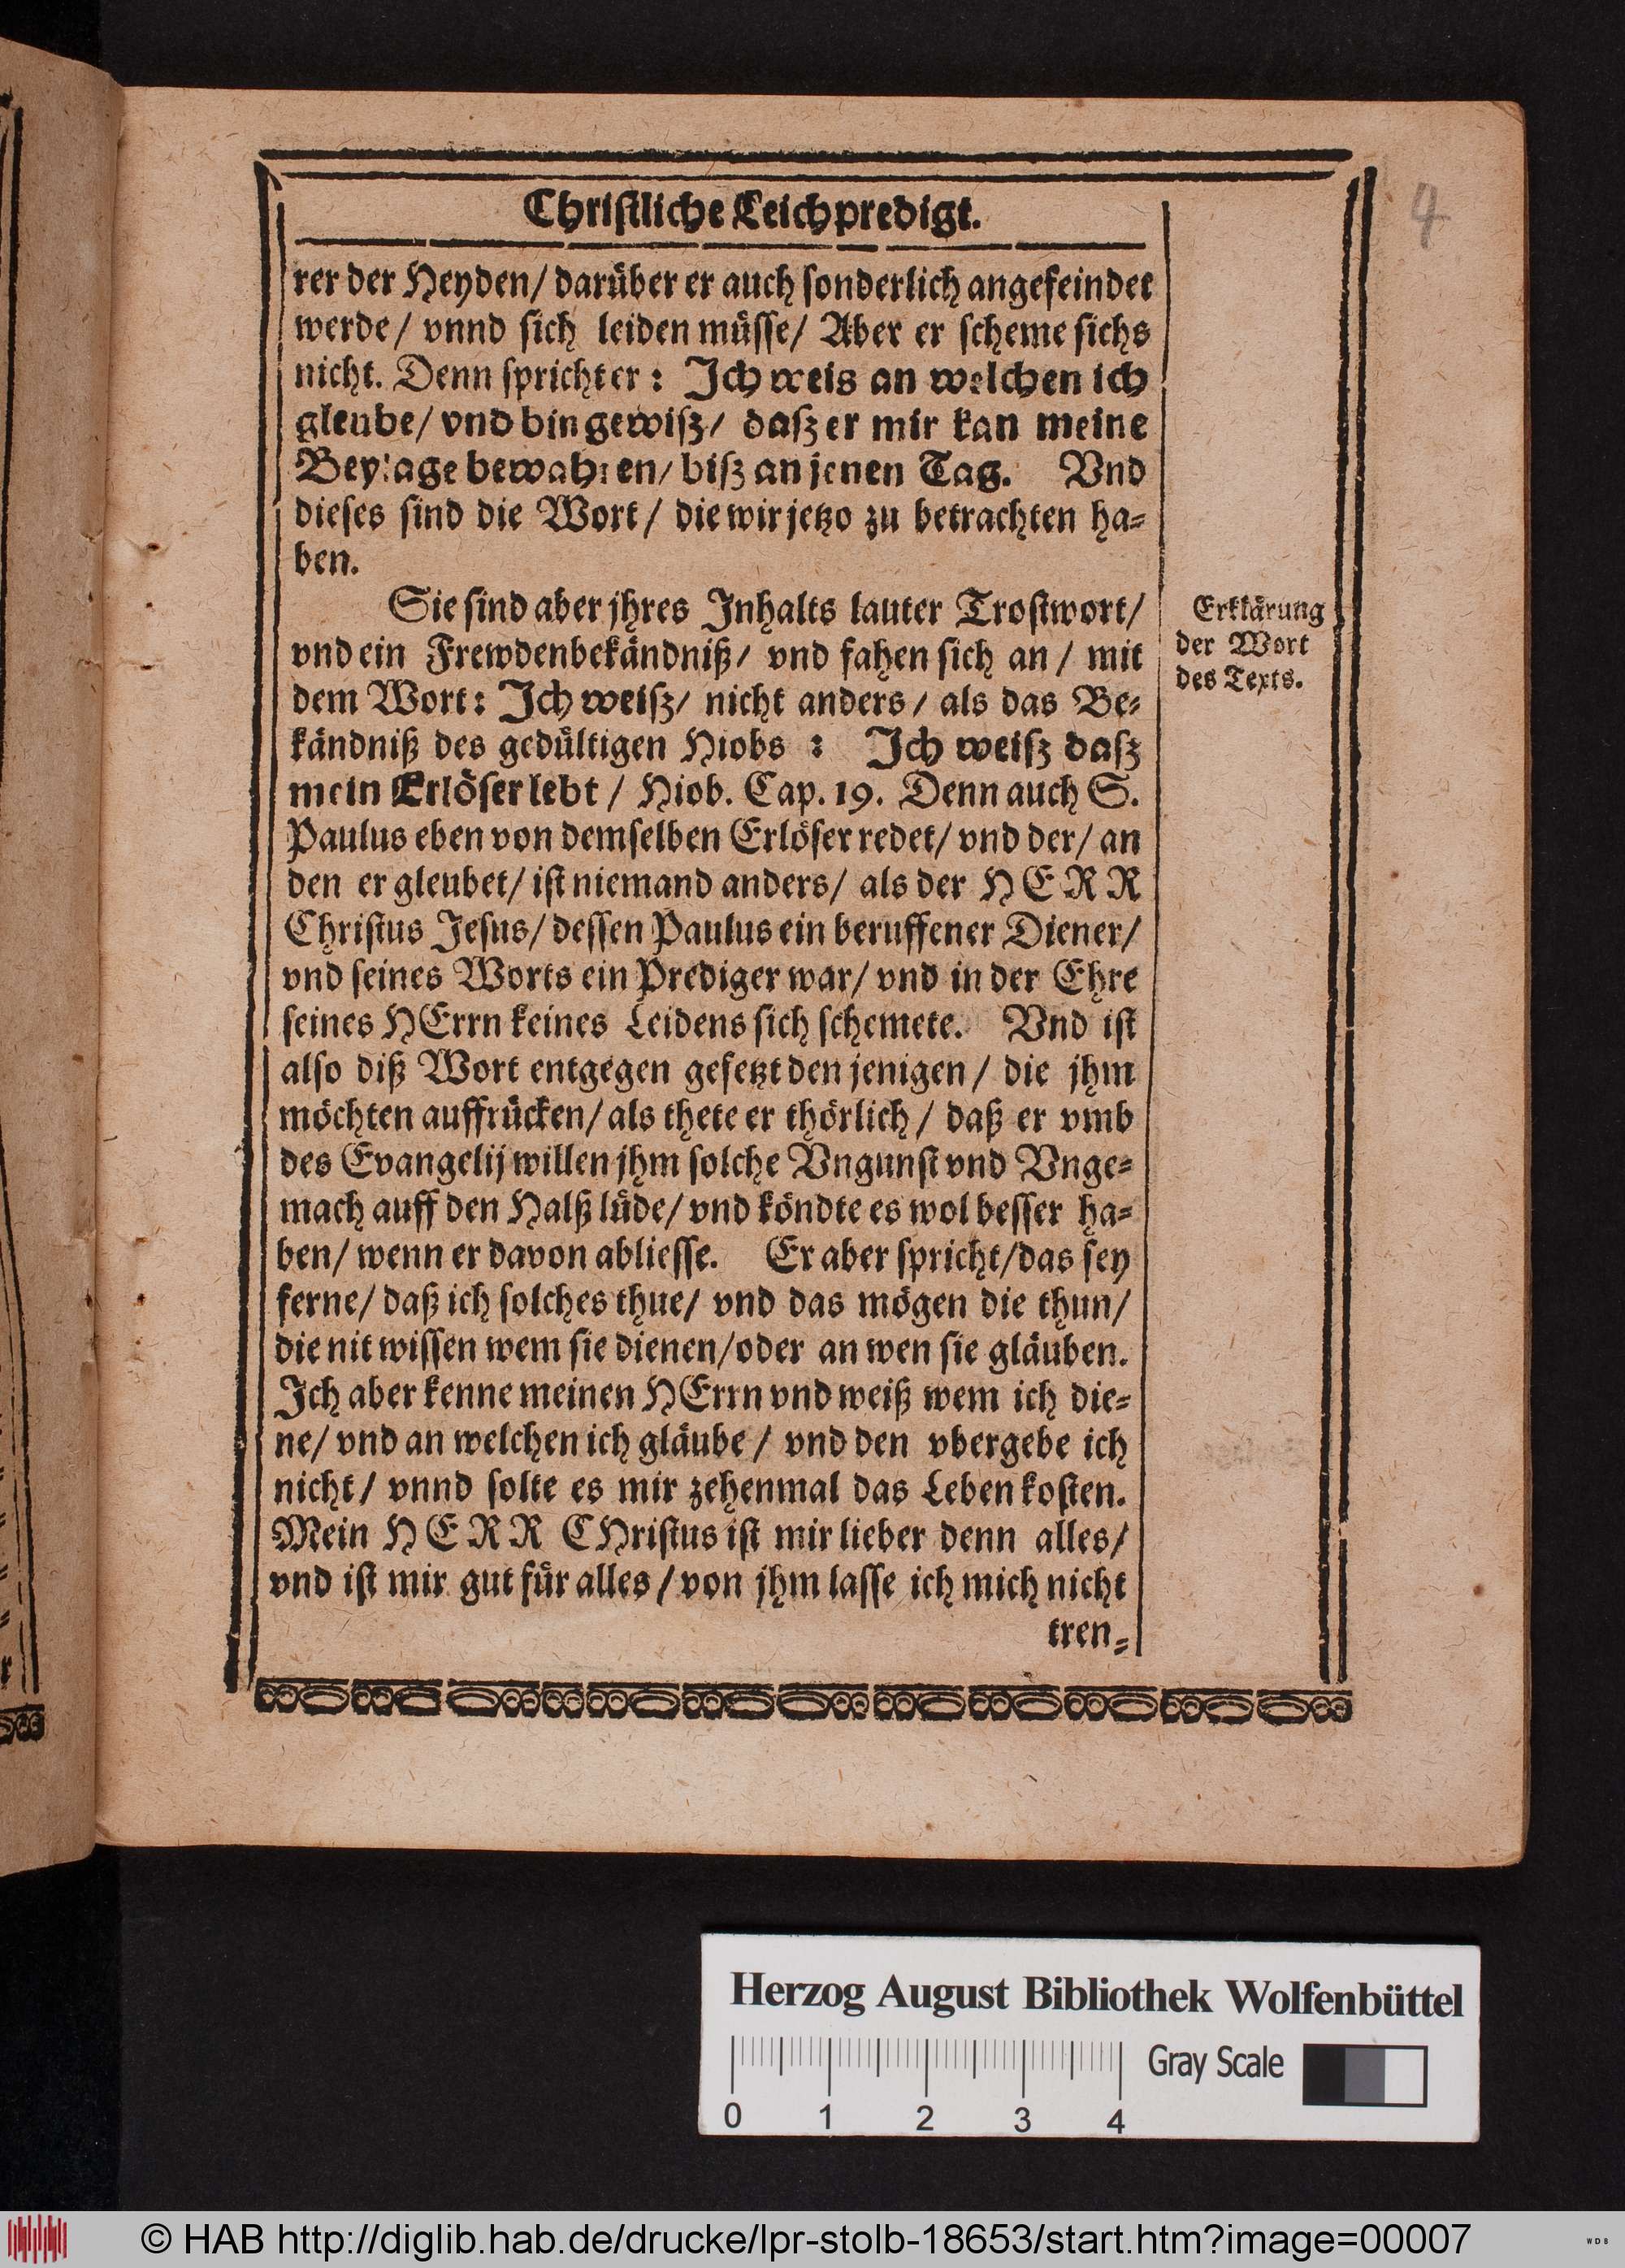 Christliche Leichpredigt.
4
rer der Heyden/ darüber er auch sonderlich angefeindet
werde/ vnnd sich leiden müsse/ Aber er scheme sichs
nicht. Denn spricht er: Ich weis an welchen ich
gleube/ vnd bin gewiß/ daß er mir kan meine
Beylage bewahren/ biß an jenen Tag. Vnd
dieses sind die Wort/ die wir jetzo zu betrachten ha-
ben.
Sie sind aber jhres Inhalts lauter Trostwort/
vnd ein Frewdenbekändniß/ vnd fahen sich an/ mit
dem Wort: Ich weiß/ nicht anders/ als das Be-
kändniß des gedültigen Hiobs: Ich weiß daß
mein Erlöser lebt/ Hiob. Cap. 19. Denn auch S.
Paulus eben von demselben Erlöser redet/ vnd der/ an
den er gleubet/ ist niemand anders/ als der HERR
Christus Jesus/ dessen Paulus ein beruffener Diener/
vnd seines Worts ein Prediger war/ vnd in der Ehre
seines HErrn keines Leidens sich schemete. Vnd ist
also diß Wort entgegen gesetzt den jenigen/ die jhm
möchten auffrücken/ als thete er thörlich/ daß er vmb
des Evangelij willen jhm solche Vngunst vnd Vnge-
mach auff den Halß lüde/ vnd köndte es wol besser ha-
ben/ wenn er davon abliesse. Er aber spricht/ das sey
ferne/ daß ich solches thue/ vnd das mögen die thun/
die nit wissen wem sie dienen/ oder an wen sie gläuben.
Ich aber kenne meinen HErrn vnd weiß wem ich die-
ne/ vnd an welchen ich gläube/ vnd den vbergebe ich
nicht/ vnnd solte es mir zehenmal das Leben kosten.
Mein HERR CHristus ist mir lieber denn alles/
vnd ist mir gut für alles/ von jhm lasse ich mich nicht
tren-
Erklärung
der Wort
des Texts.
Herzog August Bibliothek Wolfenbüttel
Gray Scale
0 1 2 3 4
© HAB http://diglib.hab.de/drucke/lpr-stolb-18653/start.htm?image=00007
WDB